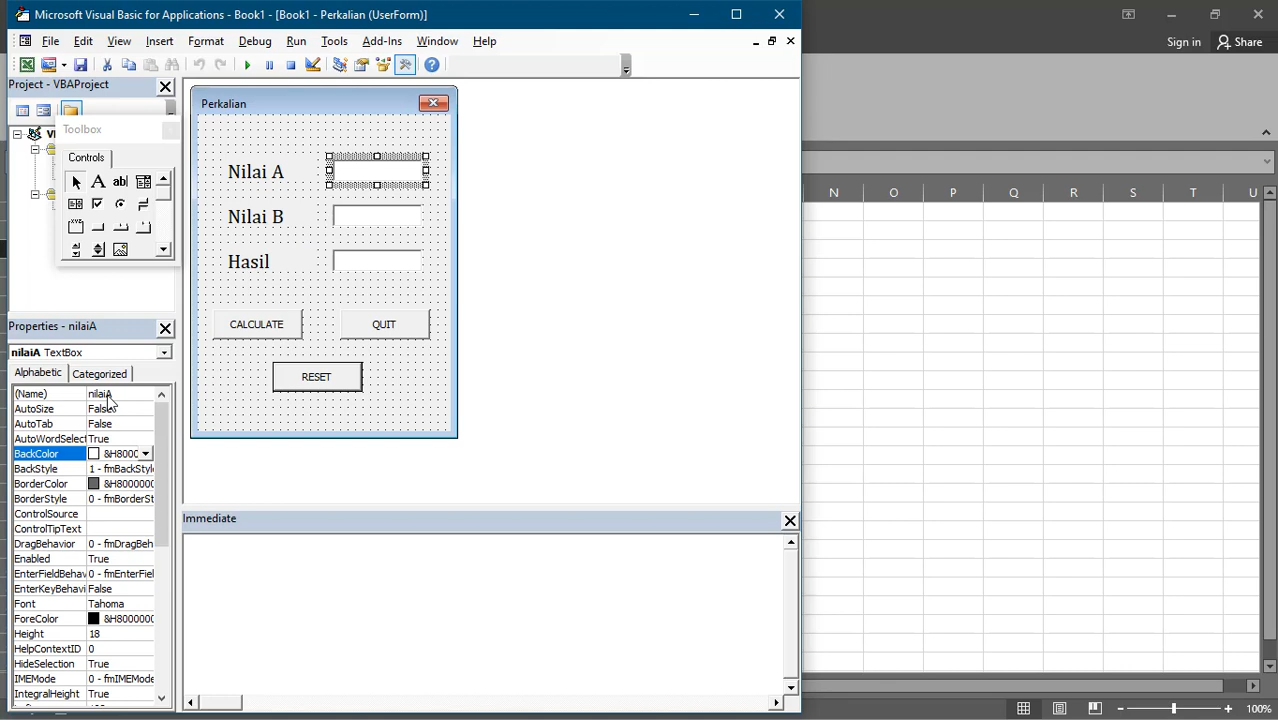 Microsoft Visual Basic for Applications - Book1 - [Book1 - Perkalian (UserForm)]
Sign in
Share
File Edit View Insert Format Debug Run Tools Add-Ins Window Help
Project - VBAProject
Toolbox
Controls
Perkalian
Nilai A
Nilai B
Hasil
CALCULATE
QUIT
RESET
N O P Q R S T U
Properties - nilaiA
nilaiA TextBox
Alphabetic Categorized
(Name) nilaiA
AutoSize False
AutoTab False
AutoWordSelect True
BackColor &H8000
BackStyle 1 - fmBackStyle
BorderColor &H8000000
BorderStyle 0 - fmBorderSt
ControlSource
ControlTipText
DragBehavior 0 - fmDragBeh
Enabled True
EnterFieldBehav 0 - fmEnterFiel
EnterKeyBehavi False
Font Tahoma
ForeColor &H8000000
Height 18
HelpContextID 0
HideSelection True
IMEMode 0 - fmIMEMode
IntegralHeight True
Immediate
100%